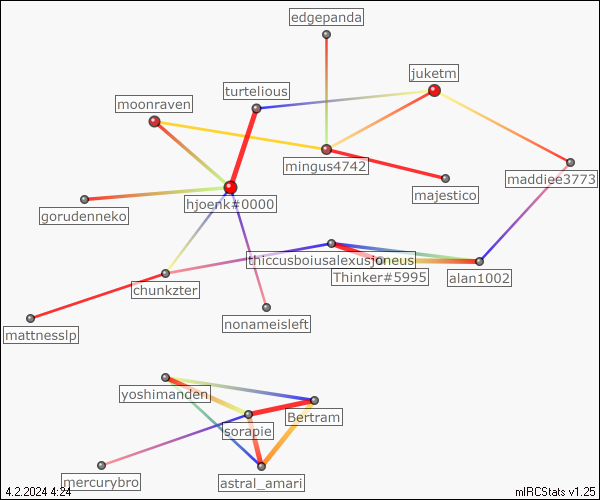 edgepanda
juketm
turtelious
moonraven
mingus4742
maddiee3773
majestico
hjoenk#0000
gorudenneko
thiccusboiusalexusjoneus
Thinker#5995
alan1002
chunkzter
nonameisleft
mattnesslp
yoshimanden
Bertram
sorapie
mercurybro
astral_amari
4.2.2024 4:24
mIRCStats v1.25